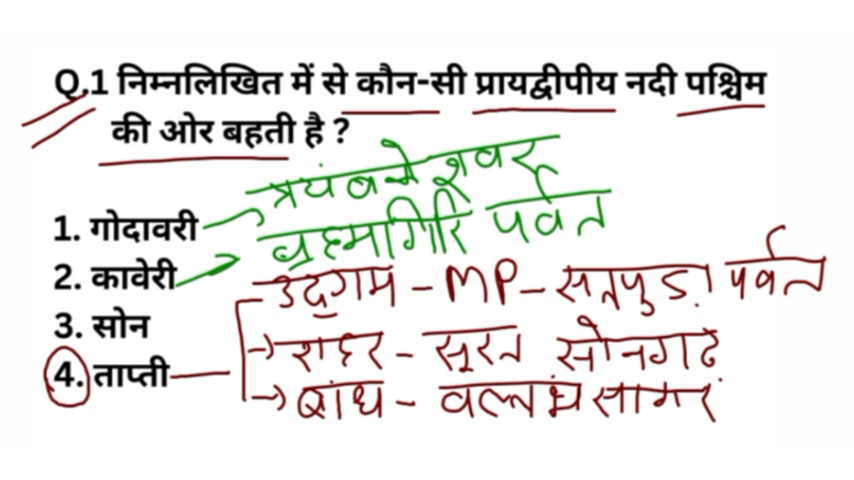 Q.1 निम्नलिखित में से कौन-सी प्रायद्वीपीय नदी पश्चिम
की ओर बहती है ?
त्रयंबकेश्वर
1. गोदावरी
ब्रह्मागिरि पर्वत
2. कावेरी
उद्गम - MP - सतपुड़ा पर्वत
3. सोन
→ शहर - सूरत सोनगढ़
4. ताप्ती
→ बांध - वल्लभ सागर